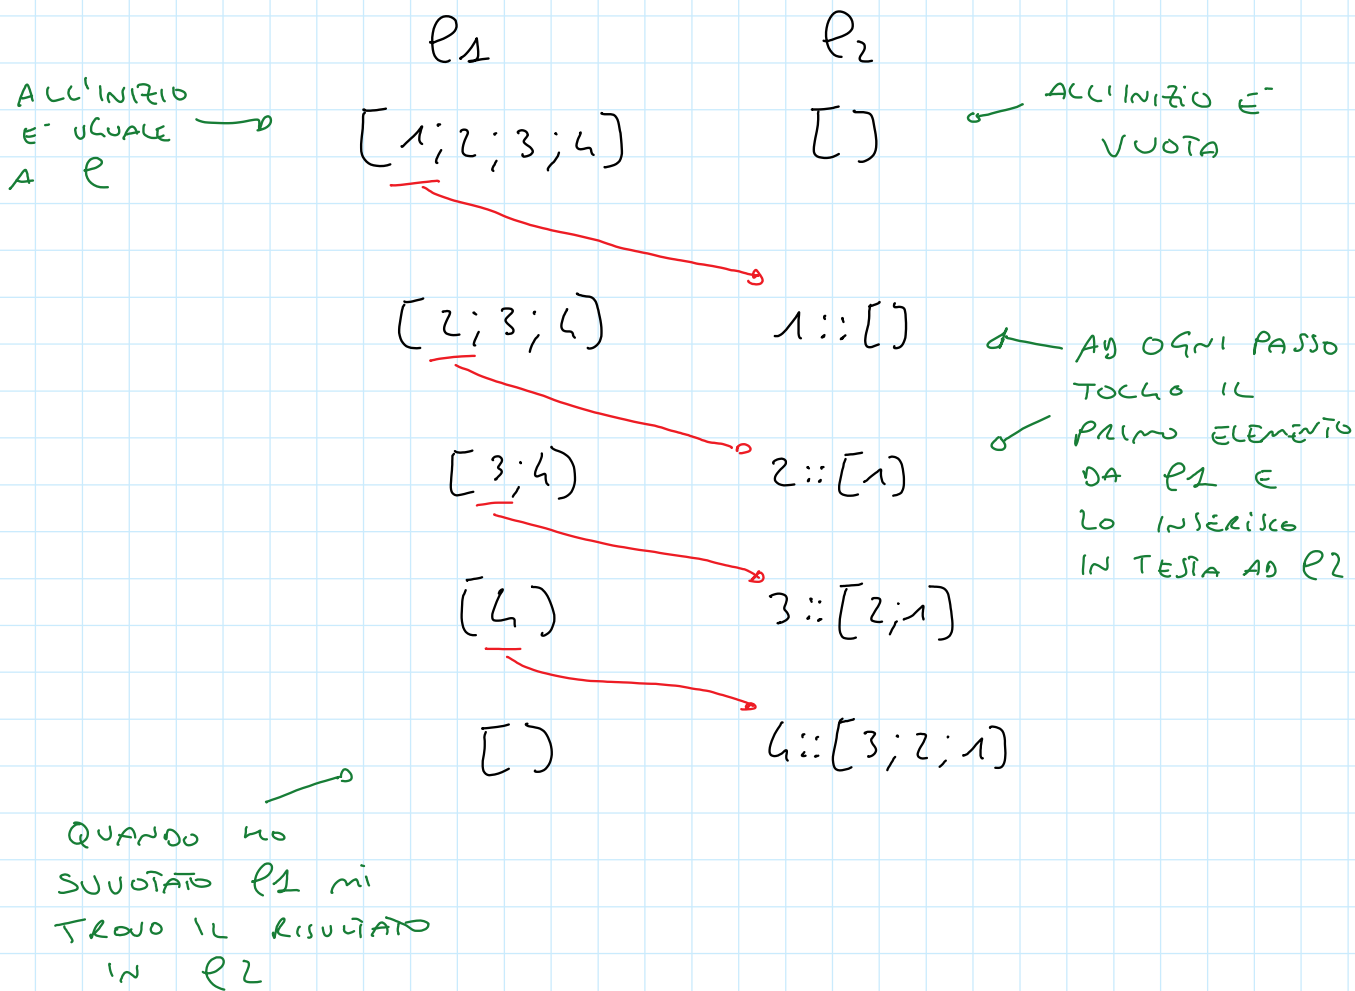 l1 l2
ALL'INIZIO
E' UGUALE
A l
[1;2;3;4] []
ALL'INIZIO E'
VUOTA
[2;3;4] 1::[]
AD OGNI PASSO
TOLGO IL
PRIMO ELEMENTO
DA l1 E
LO INSERISCO
IN TESTA AD l2
[3;4] 2::[1]
[4] 3::[2;1]
[] 4::[3;2;1]
QUANDO HO
SVUOTATO l1 MI
TROVO IL RISULTATO
IN l2